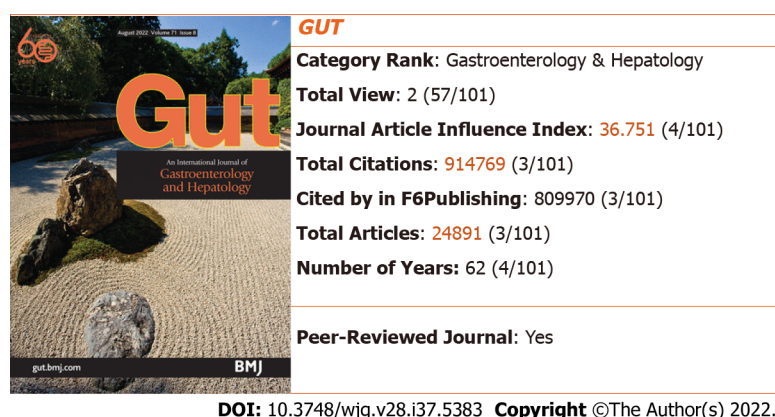 60
years
August 2022 Volume 71 Issue 8
Gut
An International Journal of
Gastroenterology
and Hepatology
gut.bmj.com
BMJ
GUT
Category Rank: Gastroenterology & Hepatology
Total View: 2 (57/101)
Journal Article Influence Index: 36.751 (4/101)
Total Citations: 914769 (3/101)
Cited by in F6Publishing: 809970 (3/101)
Total Articles: 24891 (3/101)
Number of Years: 62 (4/101)
Peer-Reviewed Journal: Yes
DOI: 10.3748/wjg.v28.i37.5383 Copyright ©The Author(s) 2022.